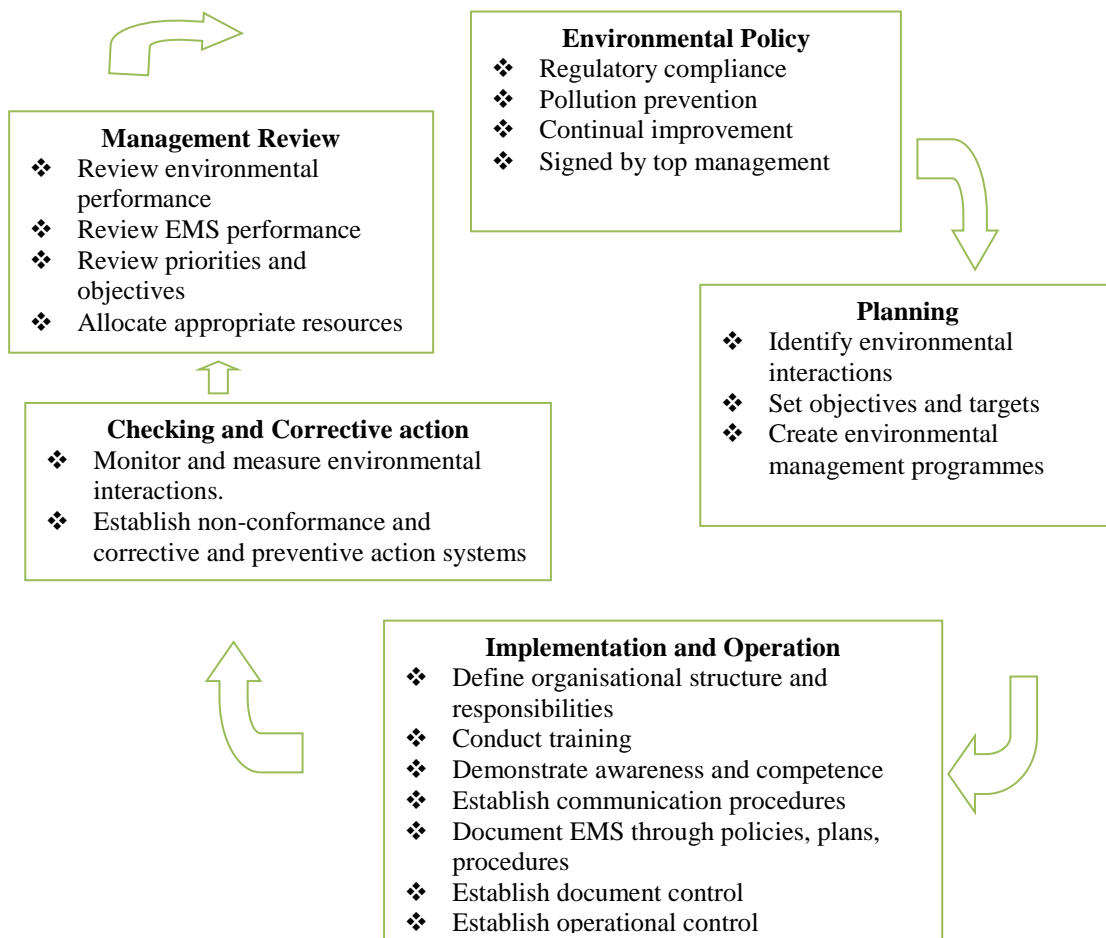 Environmental Policy
❖ Regulatory compliance
❖ Pollution prevention
❖ Continual improvement
❖ Signed by top management
Management Review
❖ Review environmental
performance
❖ Review EMS performance
❖ Review priorities and
objectives
❖ Allocate appropriate resources
Planning
❖ Identify environmental
interactions
❖ Set objectives and targets
❖ Create environmental
management programmes
Checking and Corrective action
❖ Monitor and measure environmental
interactions.
❖ Establish non-conformance and
corrective and preventive action systems
Implementation and Operation
❖ Define organisational structure and
responsibilities
❖ Conduct training
❖ Demonstrate awareness and competence
❖ Establish communication procedures
❖ Document EMS through policies, plans,
procedures
❖ Establish document control
❖ Establish operational control